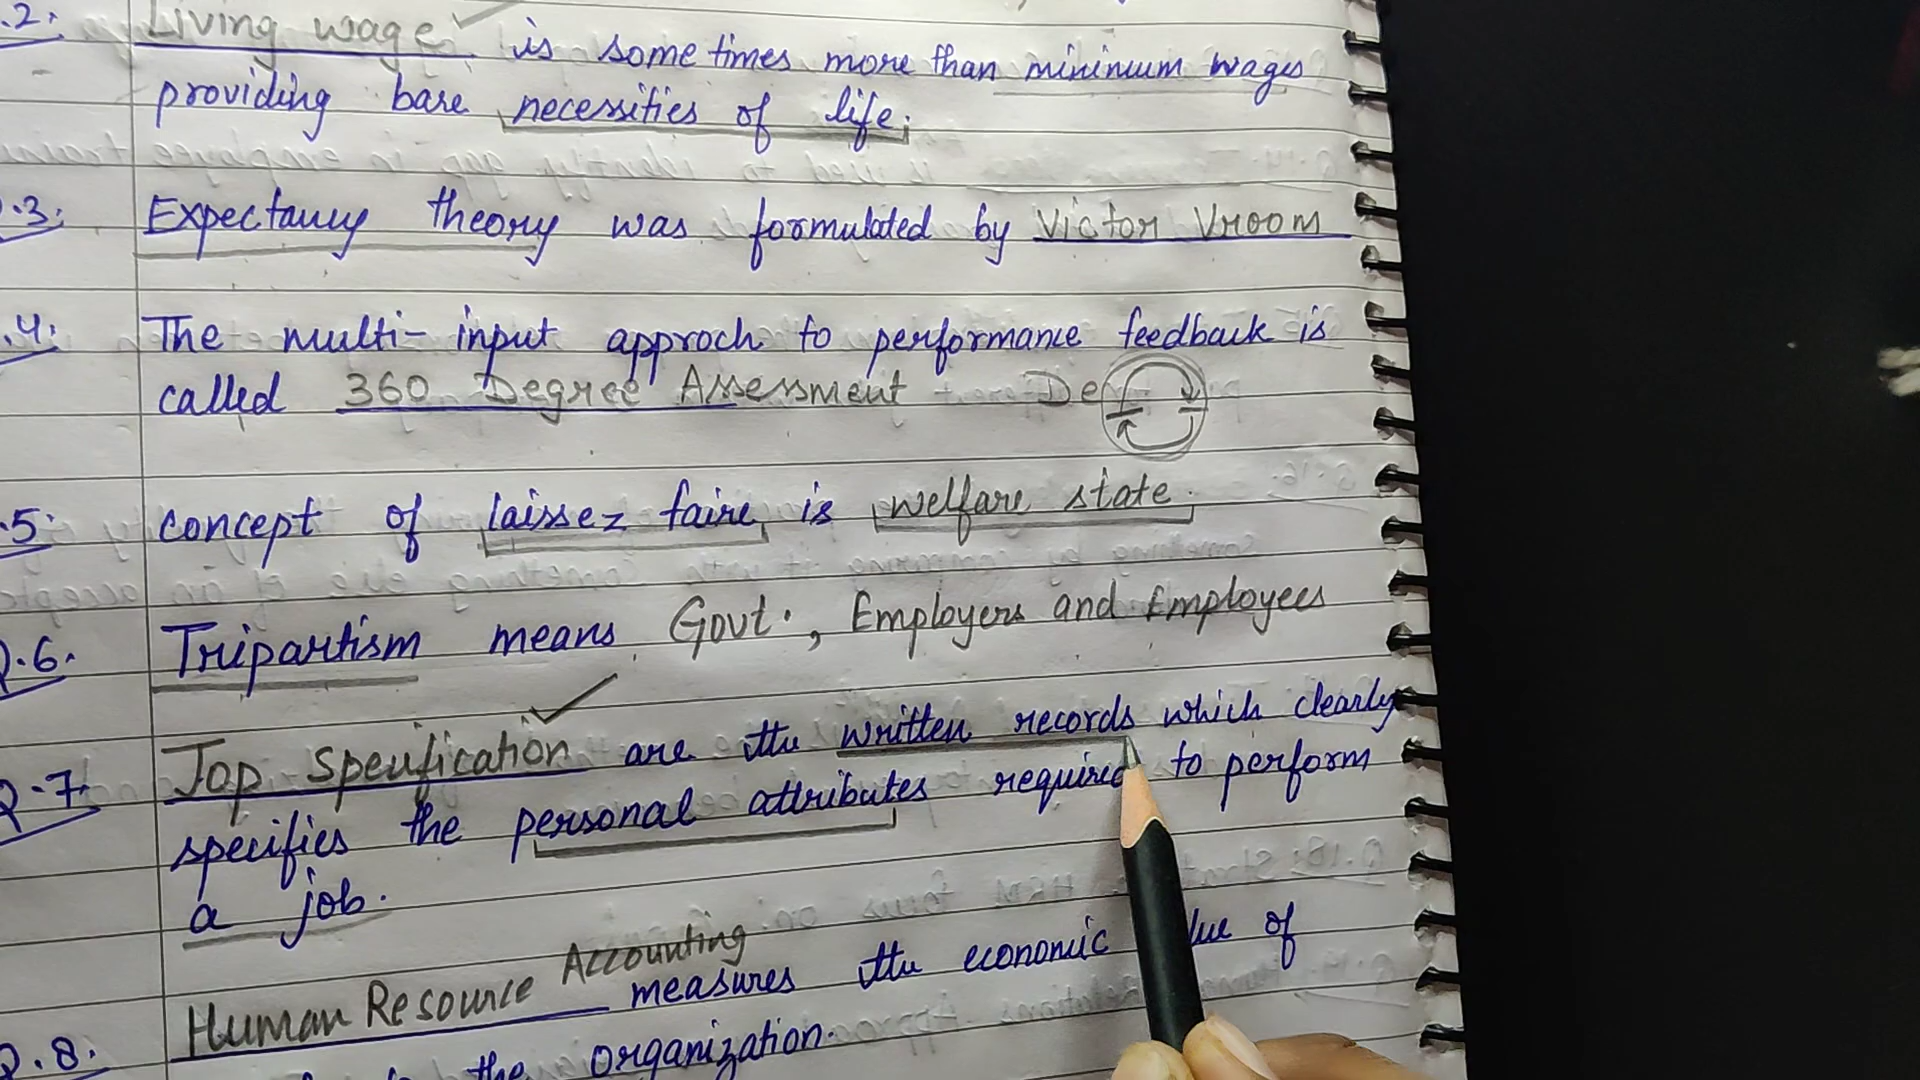 .2. Living wage is some times more than mininum wages
providing bare necessities of life.
.3. Expectancy theory was formulated by Victor Vroom
.4. The multi-input approch to performance feedback is
called 360 Degree Assessment De
.5. concept of laissez faire is welfare state.
Q.6. Tripartism means Govt., Employers and Employees
Q.7. Jop specification are the written records which clearly
specifies the personal attributes required to perform
a job.
Accounting
Q.8. Human Resource measures the economic lue of
the organization.